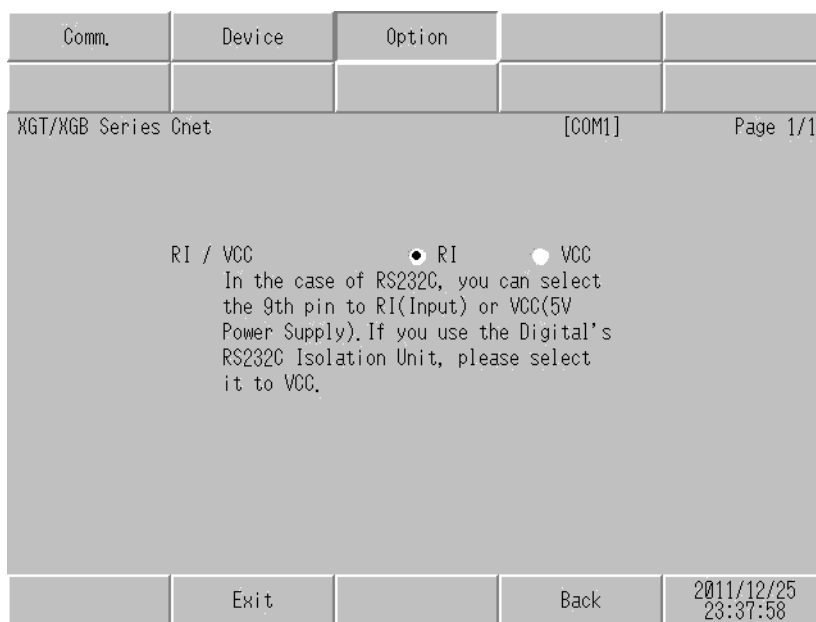 Comm. Device Option
XGT/XGB Series Cnet [COM1] Page 1/1
RI / VCC RI VCC
In the case of RS232C, you can select
the 9th pin to RI(Input) or VCC(5V
Power Supply).If you use the Digital's
RS232C Isolation Unit, please select
it to VCC.
Exit Back 2011/12/25
23:37:58